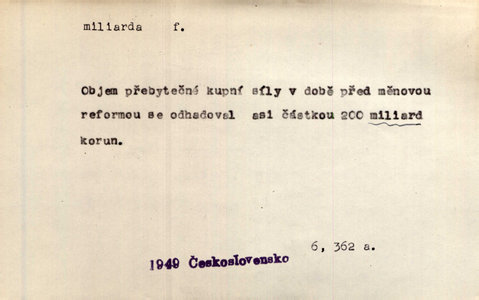 miliarda f.
Objem přebytečné kupní síly v době před měnovou
reformou se odhadoval asi částkou 200 miliard
korun.
6, 362 a.
1949 Československo